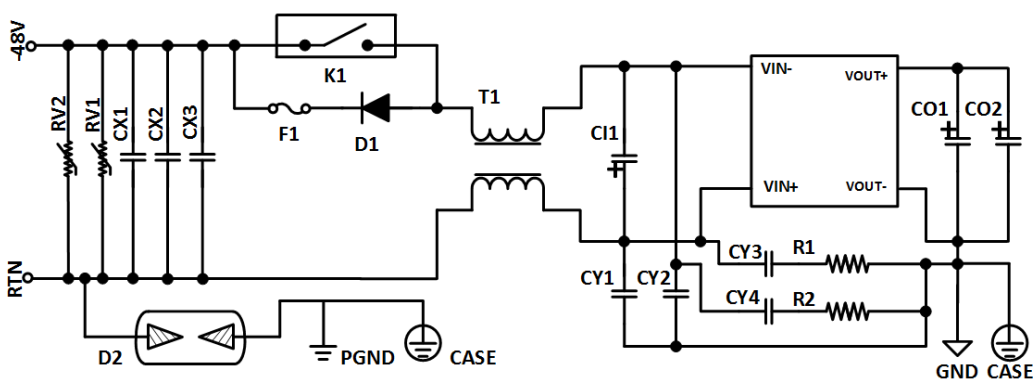 -48V
K1
T1
VIN-
VOUT+
RV2
RV1
CX1
CX2
CX3
F1
D1
CI1
CO1
CO2
VIN+
VOUT-
RTN
CY3
R1
CY1
CY2
CY4
R2
D2
PGND
CASE
GND
CASE